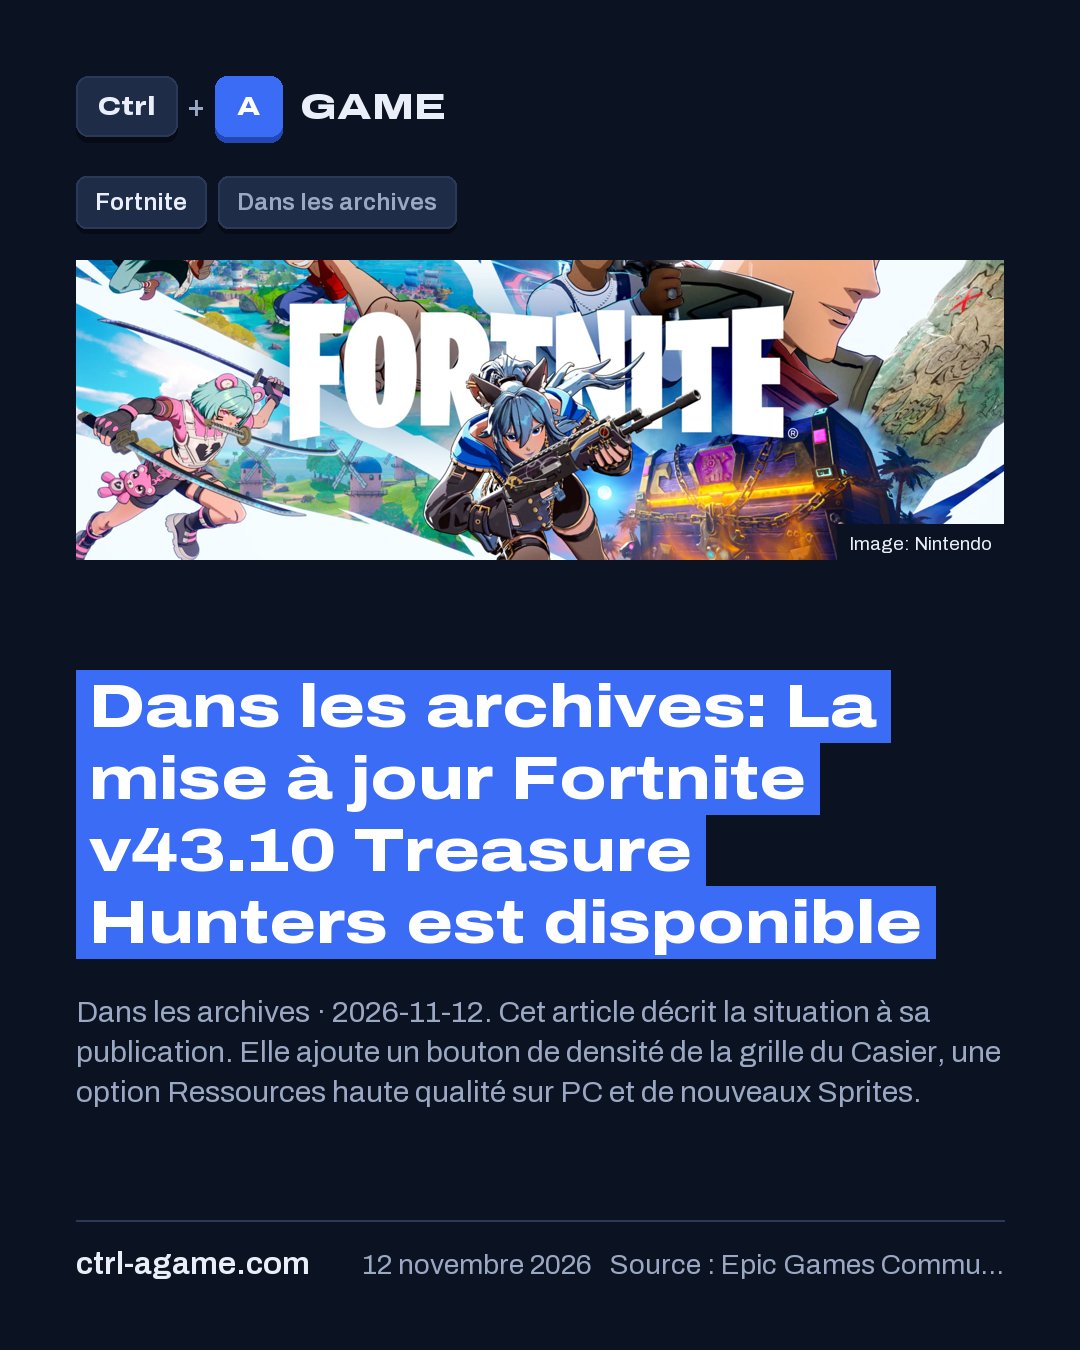 Ctrl + A GAME
Fortnite
Dans les archives
FORTNITE
®
Image: Nintendo
Dans les archives: La
mise à jour Fortnite
v43.10 Treasure
Hunters est disponible
Dans les archives · 2026-11-12. Cet article décrit la situation à sa
publication. Elle ajoute un bouton de densité de la grille du Casier, une
option Ressources haute qualité sur PC et de nouveaux Sprites.
ctrl-agame.com
12 novembre 2026
Source : Epic Games Commu...